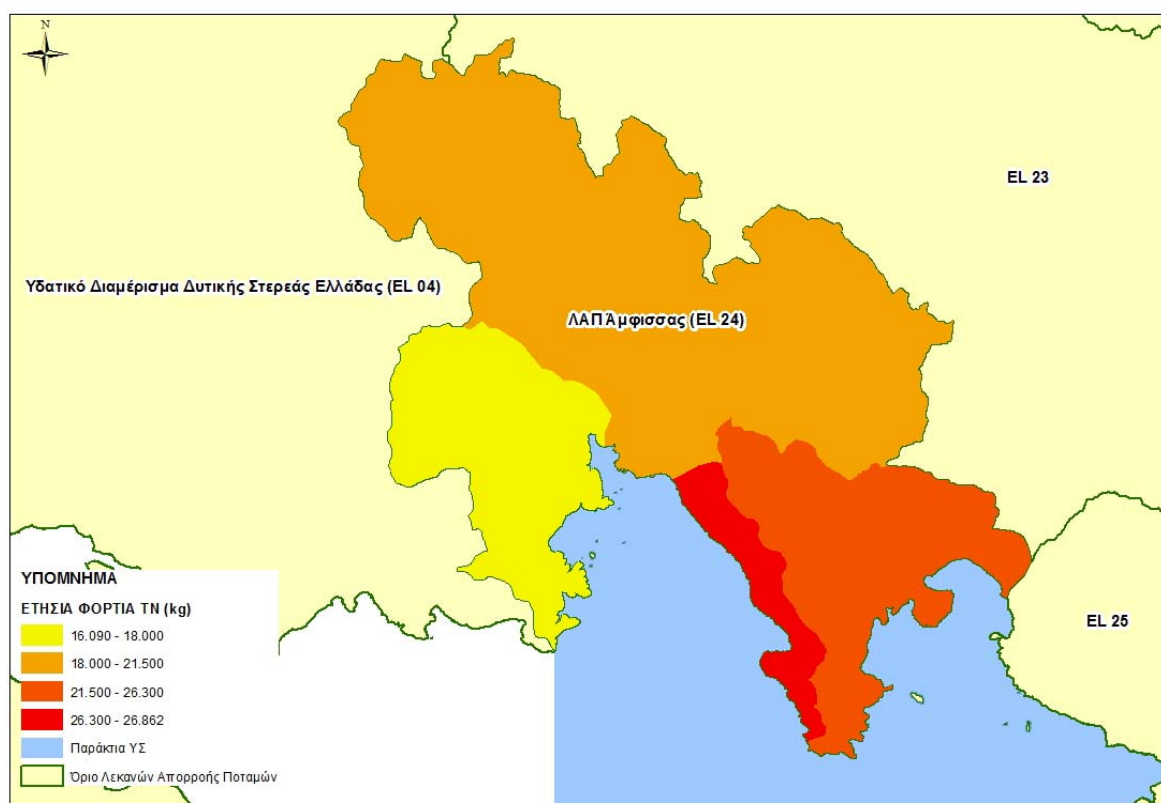 N
EL 23
Υδατικό Διαμέρισμα Δυτικής Στερεάς Ελλάδας (EL 04)
ΛΑΠ Άμφισσας (EL 24)
EL 25
ΥΠΟΜΝΗΜΑ
ΕΤΗΣΙΑ ΦΟΡΤΙΑ TN (kg)
16.090 - 18.000
18.000 - 21.500
21.500 - 26.300
26.300 - 26.862
Παράκτια ΥΣ
Όριο Λεκανών Απορροής Ποταμών